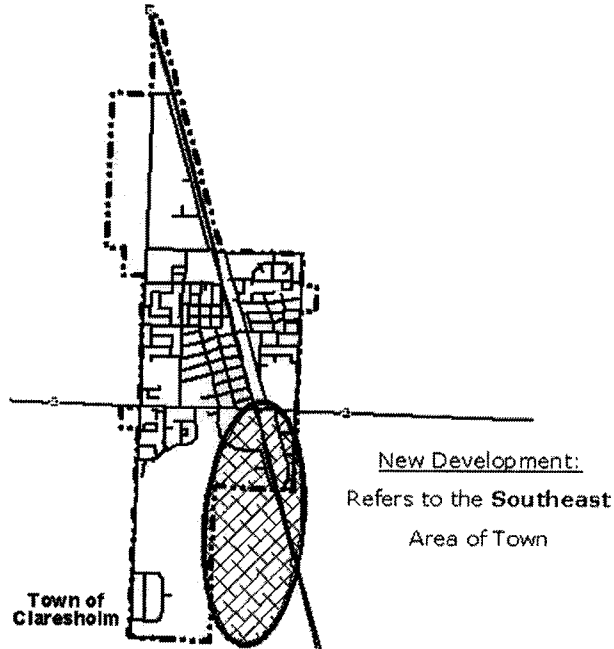 New Development:
Refers to the Southeast
Area of Town
Town of
Claresholm